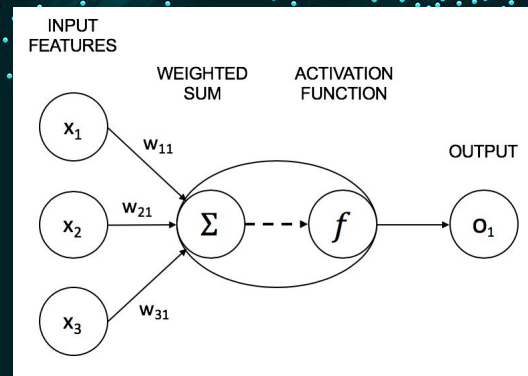 INPUT
FEATURES
WEIGHTED
SUM
ACTIVATION
FUNCTION
OUTPUT
x₁
w₁₁
x₂
w₂₁
Σ
f
o₁
x₃
w₃₁